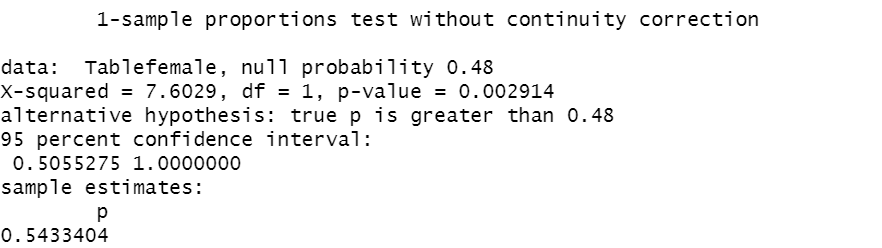 1-sample proportions test without continuity correction
data:  Tablefemale, null probability 0.48
X-squared = 7.6029, df = 1, p-value = 0.002914
alternative hypothesis: true p is greater than 0.48
95 percent confidence interval:
 0.5055275 1.0000000
sample estimates:
        p
0.5433404